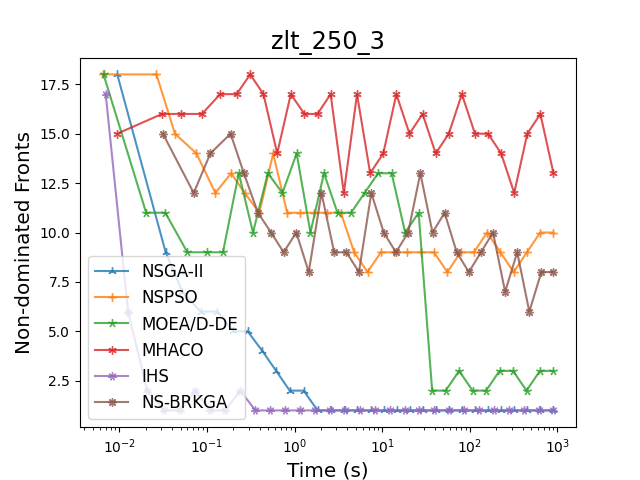 zlt_250_3
Non-dominated Fronts
17.5
15.0
12.5
10.0
7.5
5.0
2.5
NSGA-II
NSPSO
MOEA/D-DE
MHACO
IHS
NS-BRKGA
10⁻² 10⁻¹ 10⁰ 10¹ 10² 10³
Time (s)